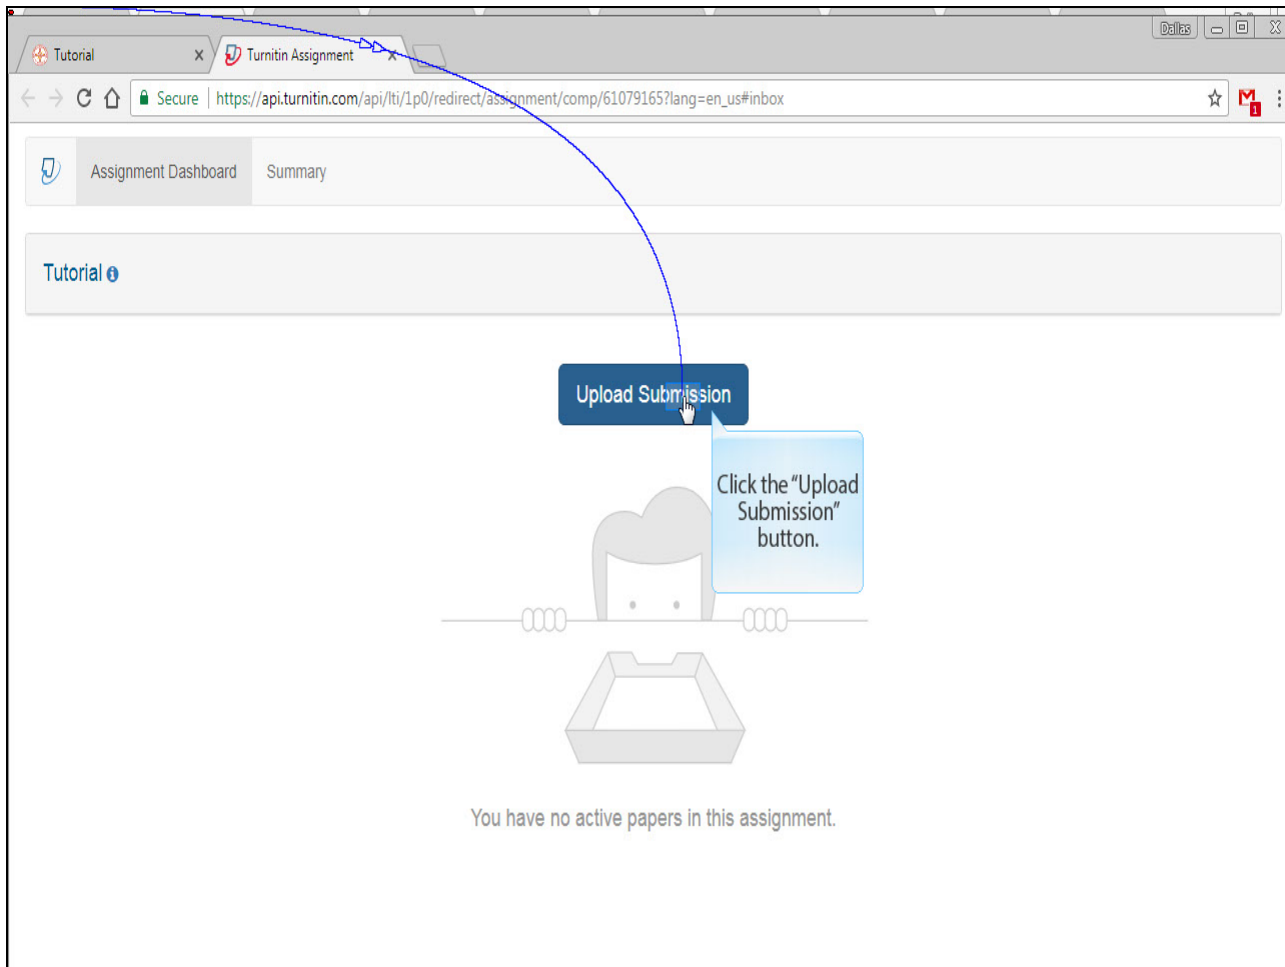 Dallas
Tutorial
Turnitin Assignment
Secure https://api.turnitin.com/api/lti/1p0/redirect/assignment/comp/61079165?lang=en_us#inbox
1
Assignment Dashboard Summary
Tutorial
Upload Submission
Click the “Upload
Submission”
button.
You have no active papers in this assignment.